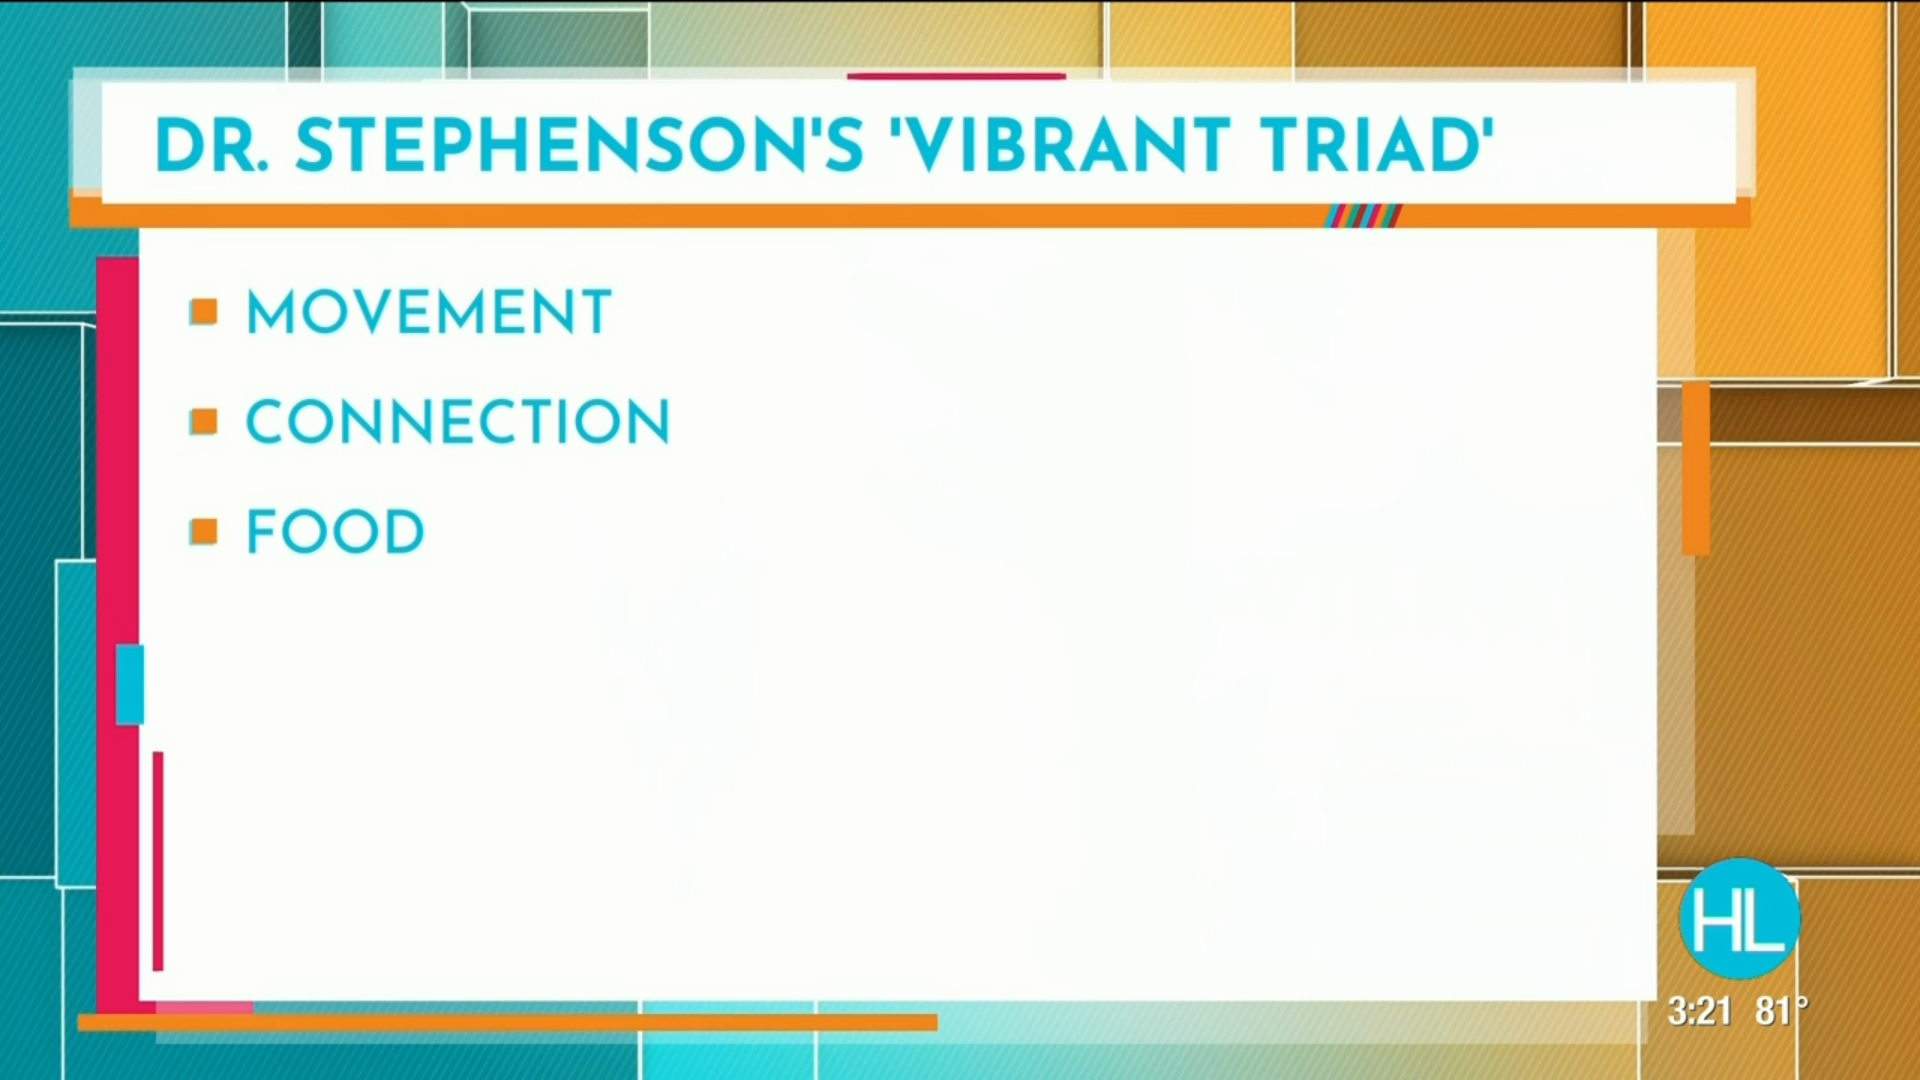 DR. STEPHENSON'S 'VIBRANT TRIAD'
MOVEMENT
CONNECTION
FOOD
HL
3:21 81°